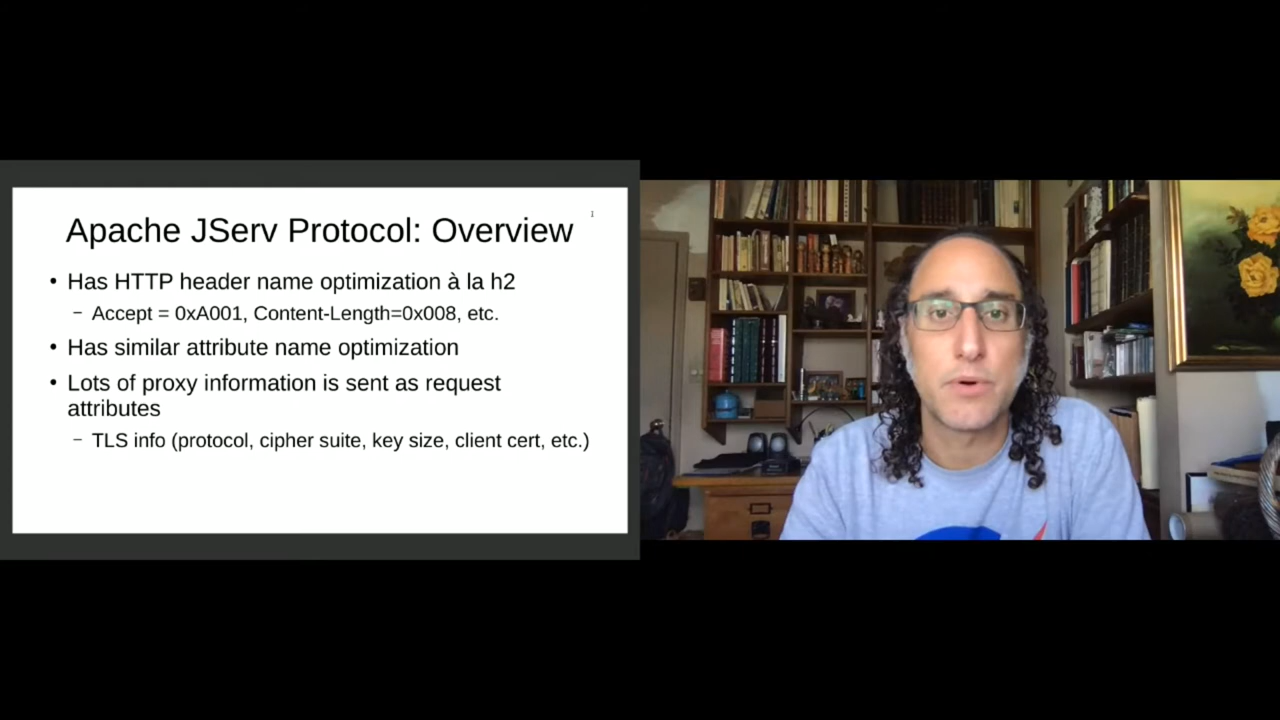 Apache JServ Protocol: Overview
• Has HTTP header name optimization à la h2
– Accept = 0xA001, Content-Length=0x008, etc.
• Has similar attribute name optimization
• Lots of proxy information is sent as request
attributes
– TLS info (protocol, cipher suite, key size, client cert, etc.)